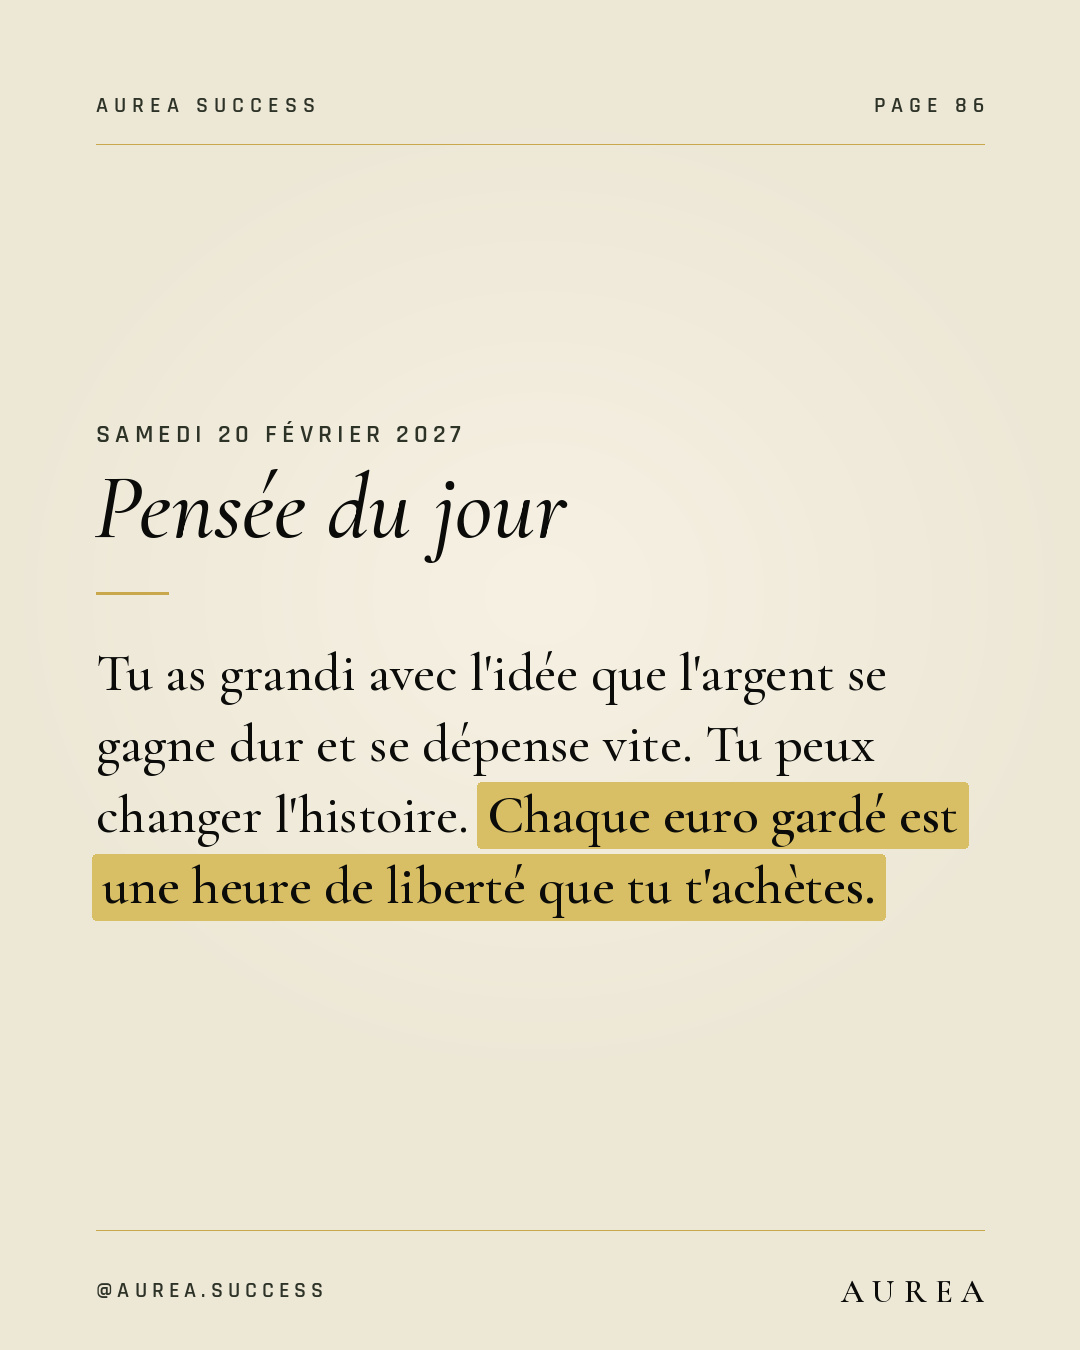 AUREA SUCCESS
PAGE 86
SAMEDI 20 FÉVRIER 2027
Pensée du jour
Tu as grandi avec l'idée que l'argent se
gagne dur et se dépense vite. Tu peux
changer l'histoire. Chaque euro gardé est
une heure de liberté que tu t'achètes.
@AUREA.SUCCESS
AUREA